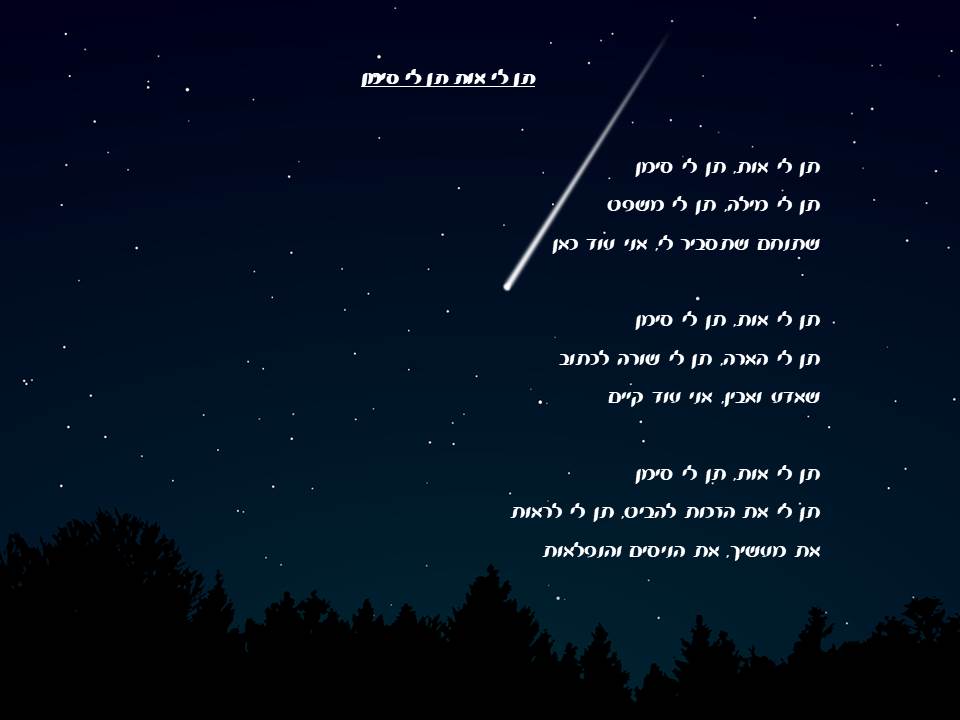 תן לי אות תן לי סימן
תן לי אות, תן לי סימן
תן לי מילה, תן לי משפט
שתנחם שתסביר לי, אני עוד כאן
תן לי אות, תן לי סימן
תן לי הארה, תן לי שורה לכתוב
שאדע ואבין, אני עוד קיים
תן לי אות, תן לי סימן
תן לי את הזכות להביט, תן לי לראות
את מעשיך, את הניסים והנפלאות